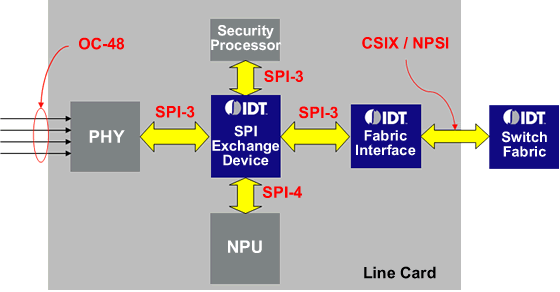 OC-48
Security
Processor
CSIX / NPSI
SPI-3
SPI-3
SPI-3
PHY
IDT
SPI
Exchange
Device
IDT
Fabric
Interface
IDT
Switch
Fabric
SPI-4
NPU
Line Card